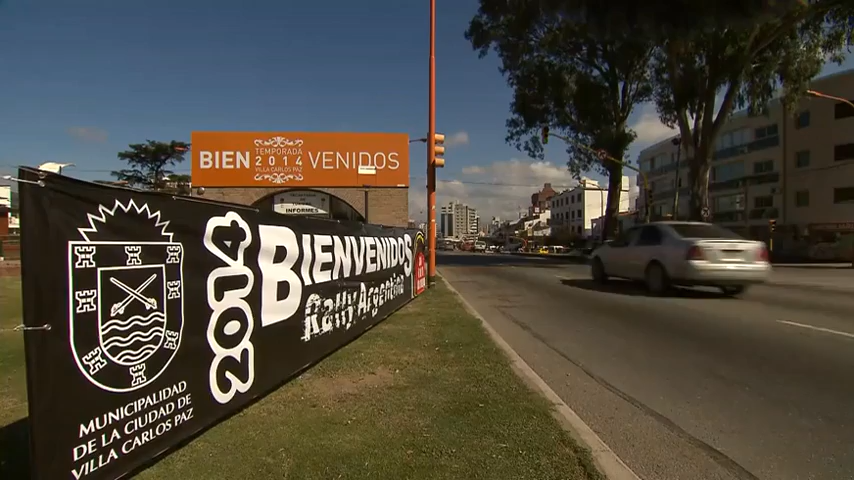 BIEN TEMPORADA 2014 VILLA CARLOS PAZ VENIDOS
INFORMES
2014 BIENVENIDOS
Rally Argentina
MUNICIPALIDAD
DE LA CIUDAD DE
VILLA CARLOS PAZ